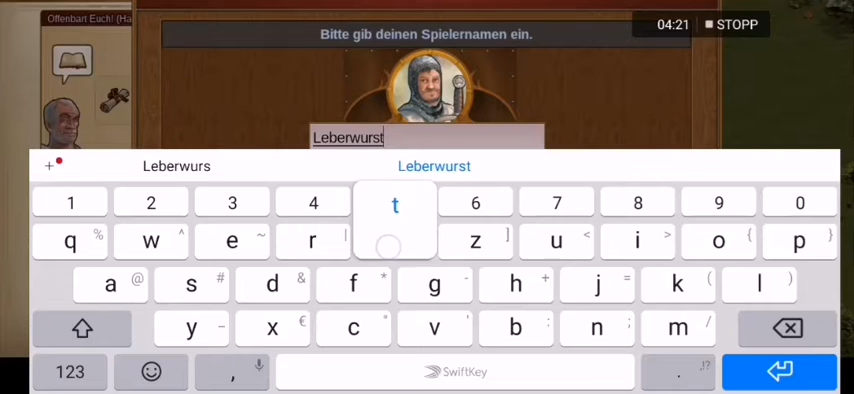 Offenbart Euch! (Ha
Bitte gib deinen Spielernamen ein.
04:21 STOPP
Leberwurst
+ Leberwurs Leberwurst
1 2 3 4 t 6 7 8 9 0
q % w ^ e ~ r | z ] u < i > o { p }
a @ s # d & f * g - h + j = k ( l )
y _ x € c " v ' b : n ; m /
123 , SwiftKey . ,!?